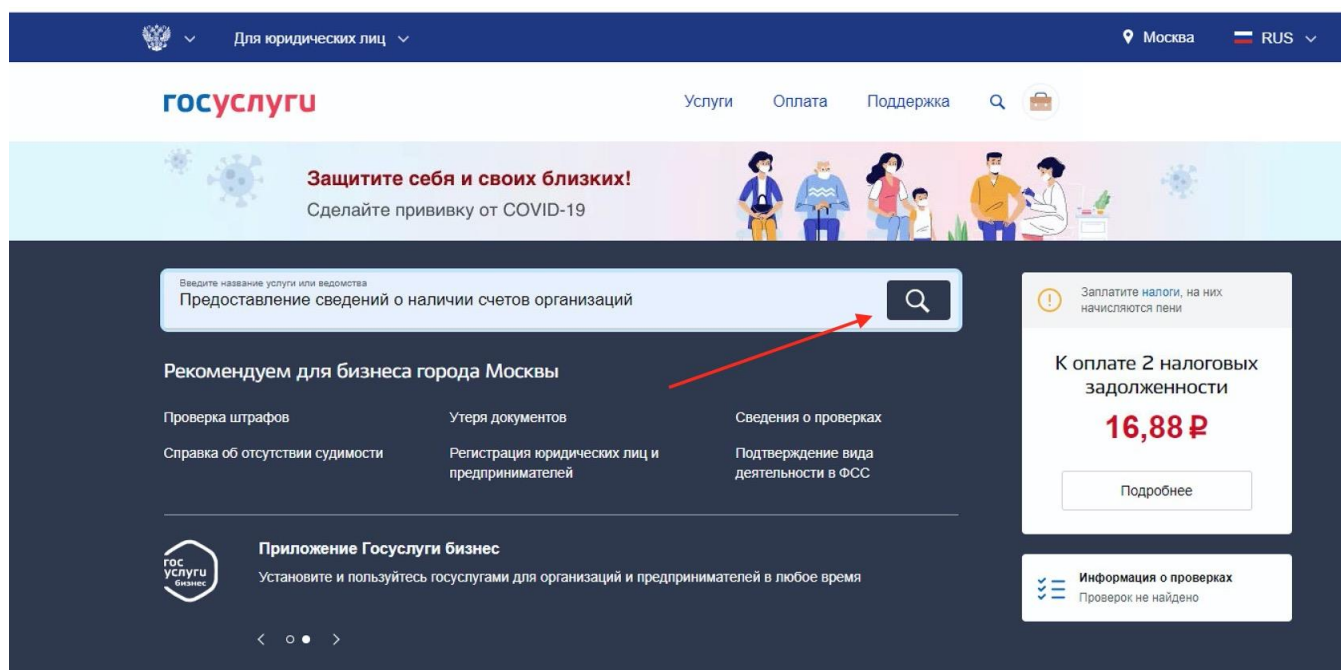 Для юридических лиц
Москва
RUS
госуслуги
Услуги
Оплата
Поддержка
Защитите себя и своих близких!
Сделайте прививку от COVID-19
Введите название услуги или ведомства
Предоставление сведений о наличии счетов организаций
Рекомендуем для бизнеса города Москвы
Проверка штрафов
Утеря документов
Сведения о проверках
Справка об отсутствии судимости
Регистрация юридических лиц и
предпринимателей
Подтверждение вида
деятельности в ФСС
гос
услуги
бизнес
Приложение Госуслуги бизнес
Установите и пользуйтесь госуслугами для организаций и предпринимателей в любое время
Заплатите налоги, на них
начисляются пени
К оплате 2 налоговых
задолженности
16,88 ₽
Подробнее
Информация о проверках
Проверок не найдено